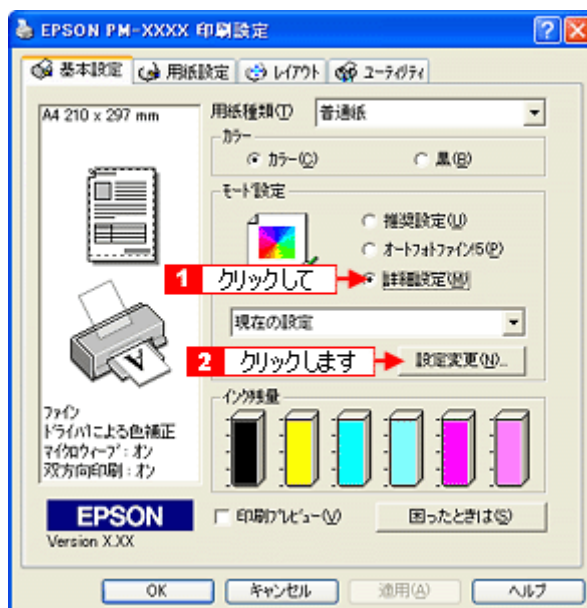 EPSON PM-XXXX 印刷設定
基本設定 用紙設定 レイアウト ユーティリティ
A4 210 x 297 mm
用紙種類(T) 普通紙
カラー
カラー(C) 黒(B)
モード設定
推奨設定(U)
オートフォトファイン!5(P)
1 クリックして
詳細設定(M)
現在の設定
2 クリックします
設定変更(N)...
インク残量
ファイン
ドライバによる色補正
マイクロウィーブ：オン
双方向印刷：オン
EPSON
Version X.XX
印刷プレビュー(V) 困ったときは(S)
OK キャンセル 適用(A) ヘルプ